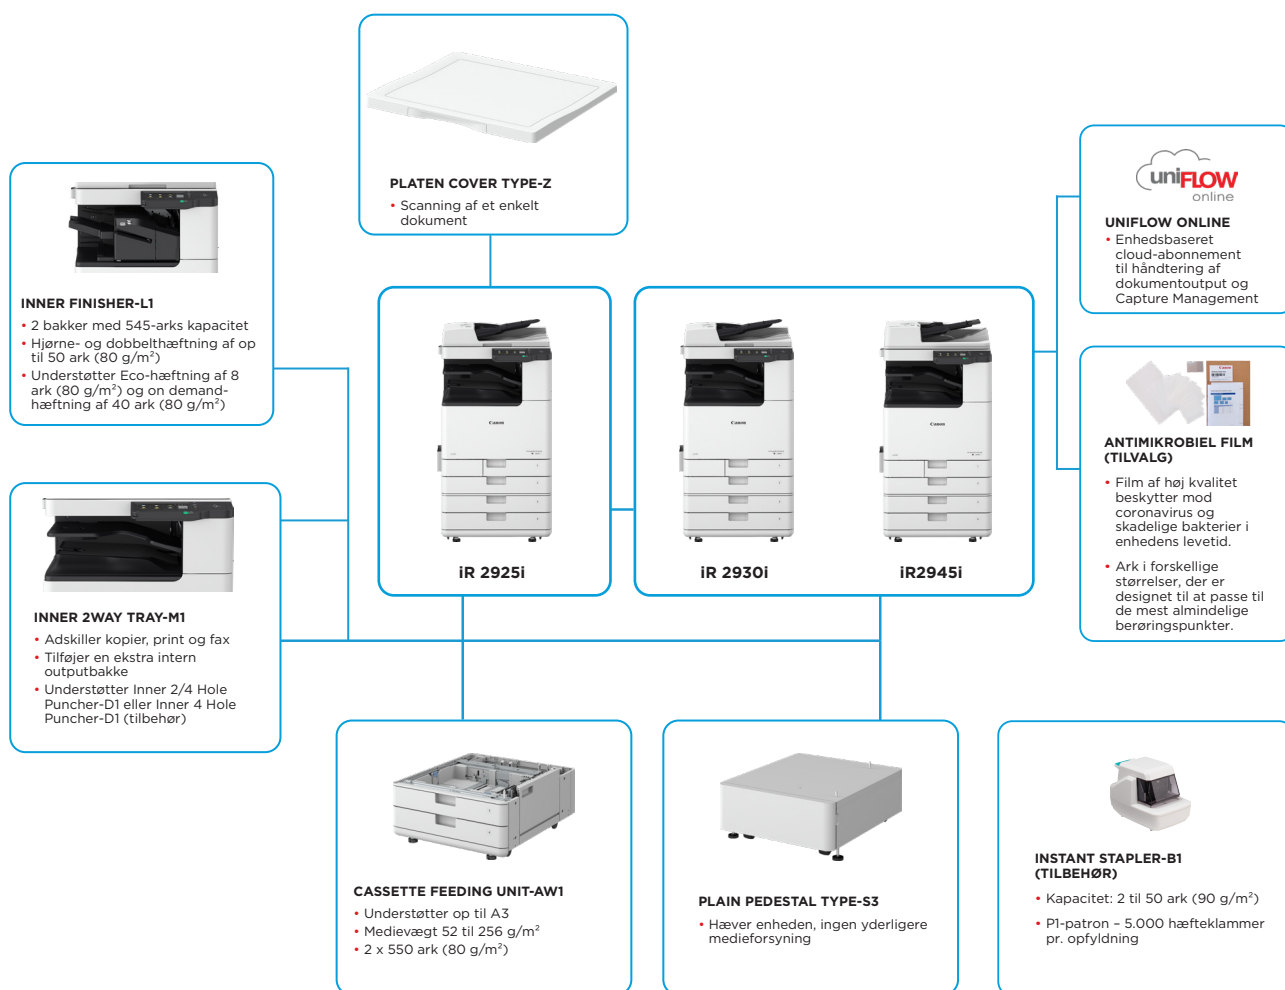 PLATEN COVER TYPE-Z
• Scanning af et enkelt
dokument
INNER FINISHER-L1
• 2 bakker med 545-arks kapacitet
• Hjørne- og dobbelthæftning af op
til 50 ark (80 g/m²)
• Understøtter Eco-hæftning af 8
ark (80 g/m²) og on demand-
hæftning af 40 ark (80 g/m²)
INNER 2WAY TRAY-M1
• Adskiller kopier, print og fax
• Tilføjer en ekstra intern
outputbakke
• Understøtter Inner 2/4 Hole
Puncher-D1 eller Inner 4 Hole
Puncher-D1 (tilbehør)
Canon
iR 2925i
Canon
iR 2930i
Canon
iR2945i
uniFLOW
online
UNIFLOW ONLINE
• Enhedsbaseret
cloud-abonnement
til håndtering af
dokumentoutput og
Capture Management
ANTIMIKROBIEL FILM
(TILVALG)
• Film af høj kvalitet
beskytter mod
coronavirus og
skadelige bakterier i
enhedens levetid.
• Ark i forskellige
størrelser, der er
designet til at passe til
de mest almindelige
berøringspunkter.
CASSETTE FEEDING UNIT-AW1
• Understøtter op til A3
• Medievægt 52 til 256 g/m²
• 2 x 550 ark (80 g/m²)
PLAIN PEDESTAL TYPE-S3
• Hæver enheden, ingen yderligere
medieforsyning
INSTANT STAPLER-B1
(TILBEHØR)
• Kapacitet: 2 til 50 ark (90 g/m²)
• P1-patron – 5.000 hæfteklammer
pr. opfyldning